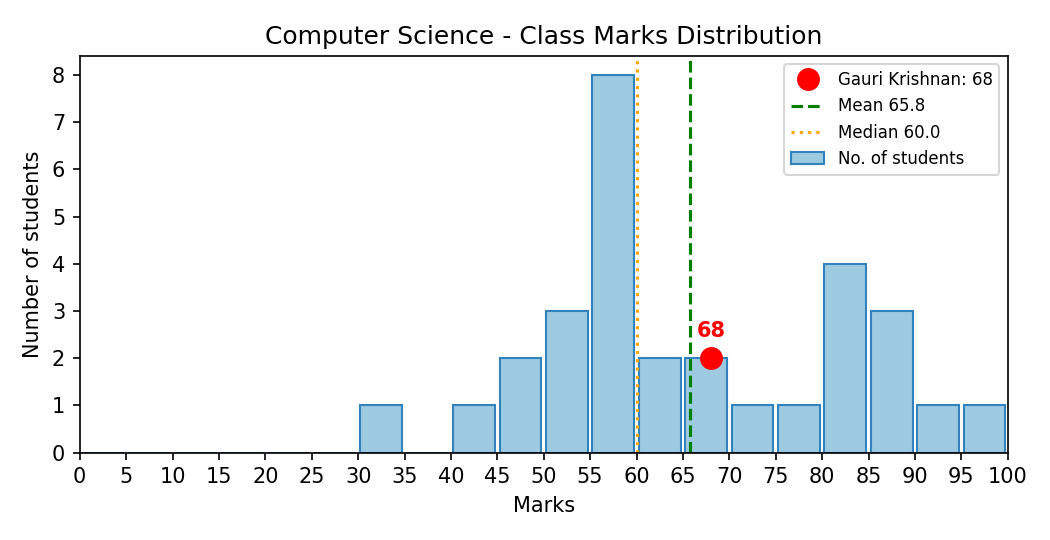 Computer Science - Class Marks Distribution
Gauri Krishnan: 68
Mean 65.8
Median 60.0
No. of students
Number of students
8
7
6
5
4
3
2
1
0
68
0 5 10 15 20 25 30 35 40 45 50 55 60 65 70 75 80 85 90 95 100
Marks